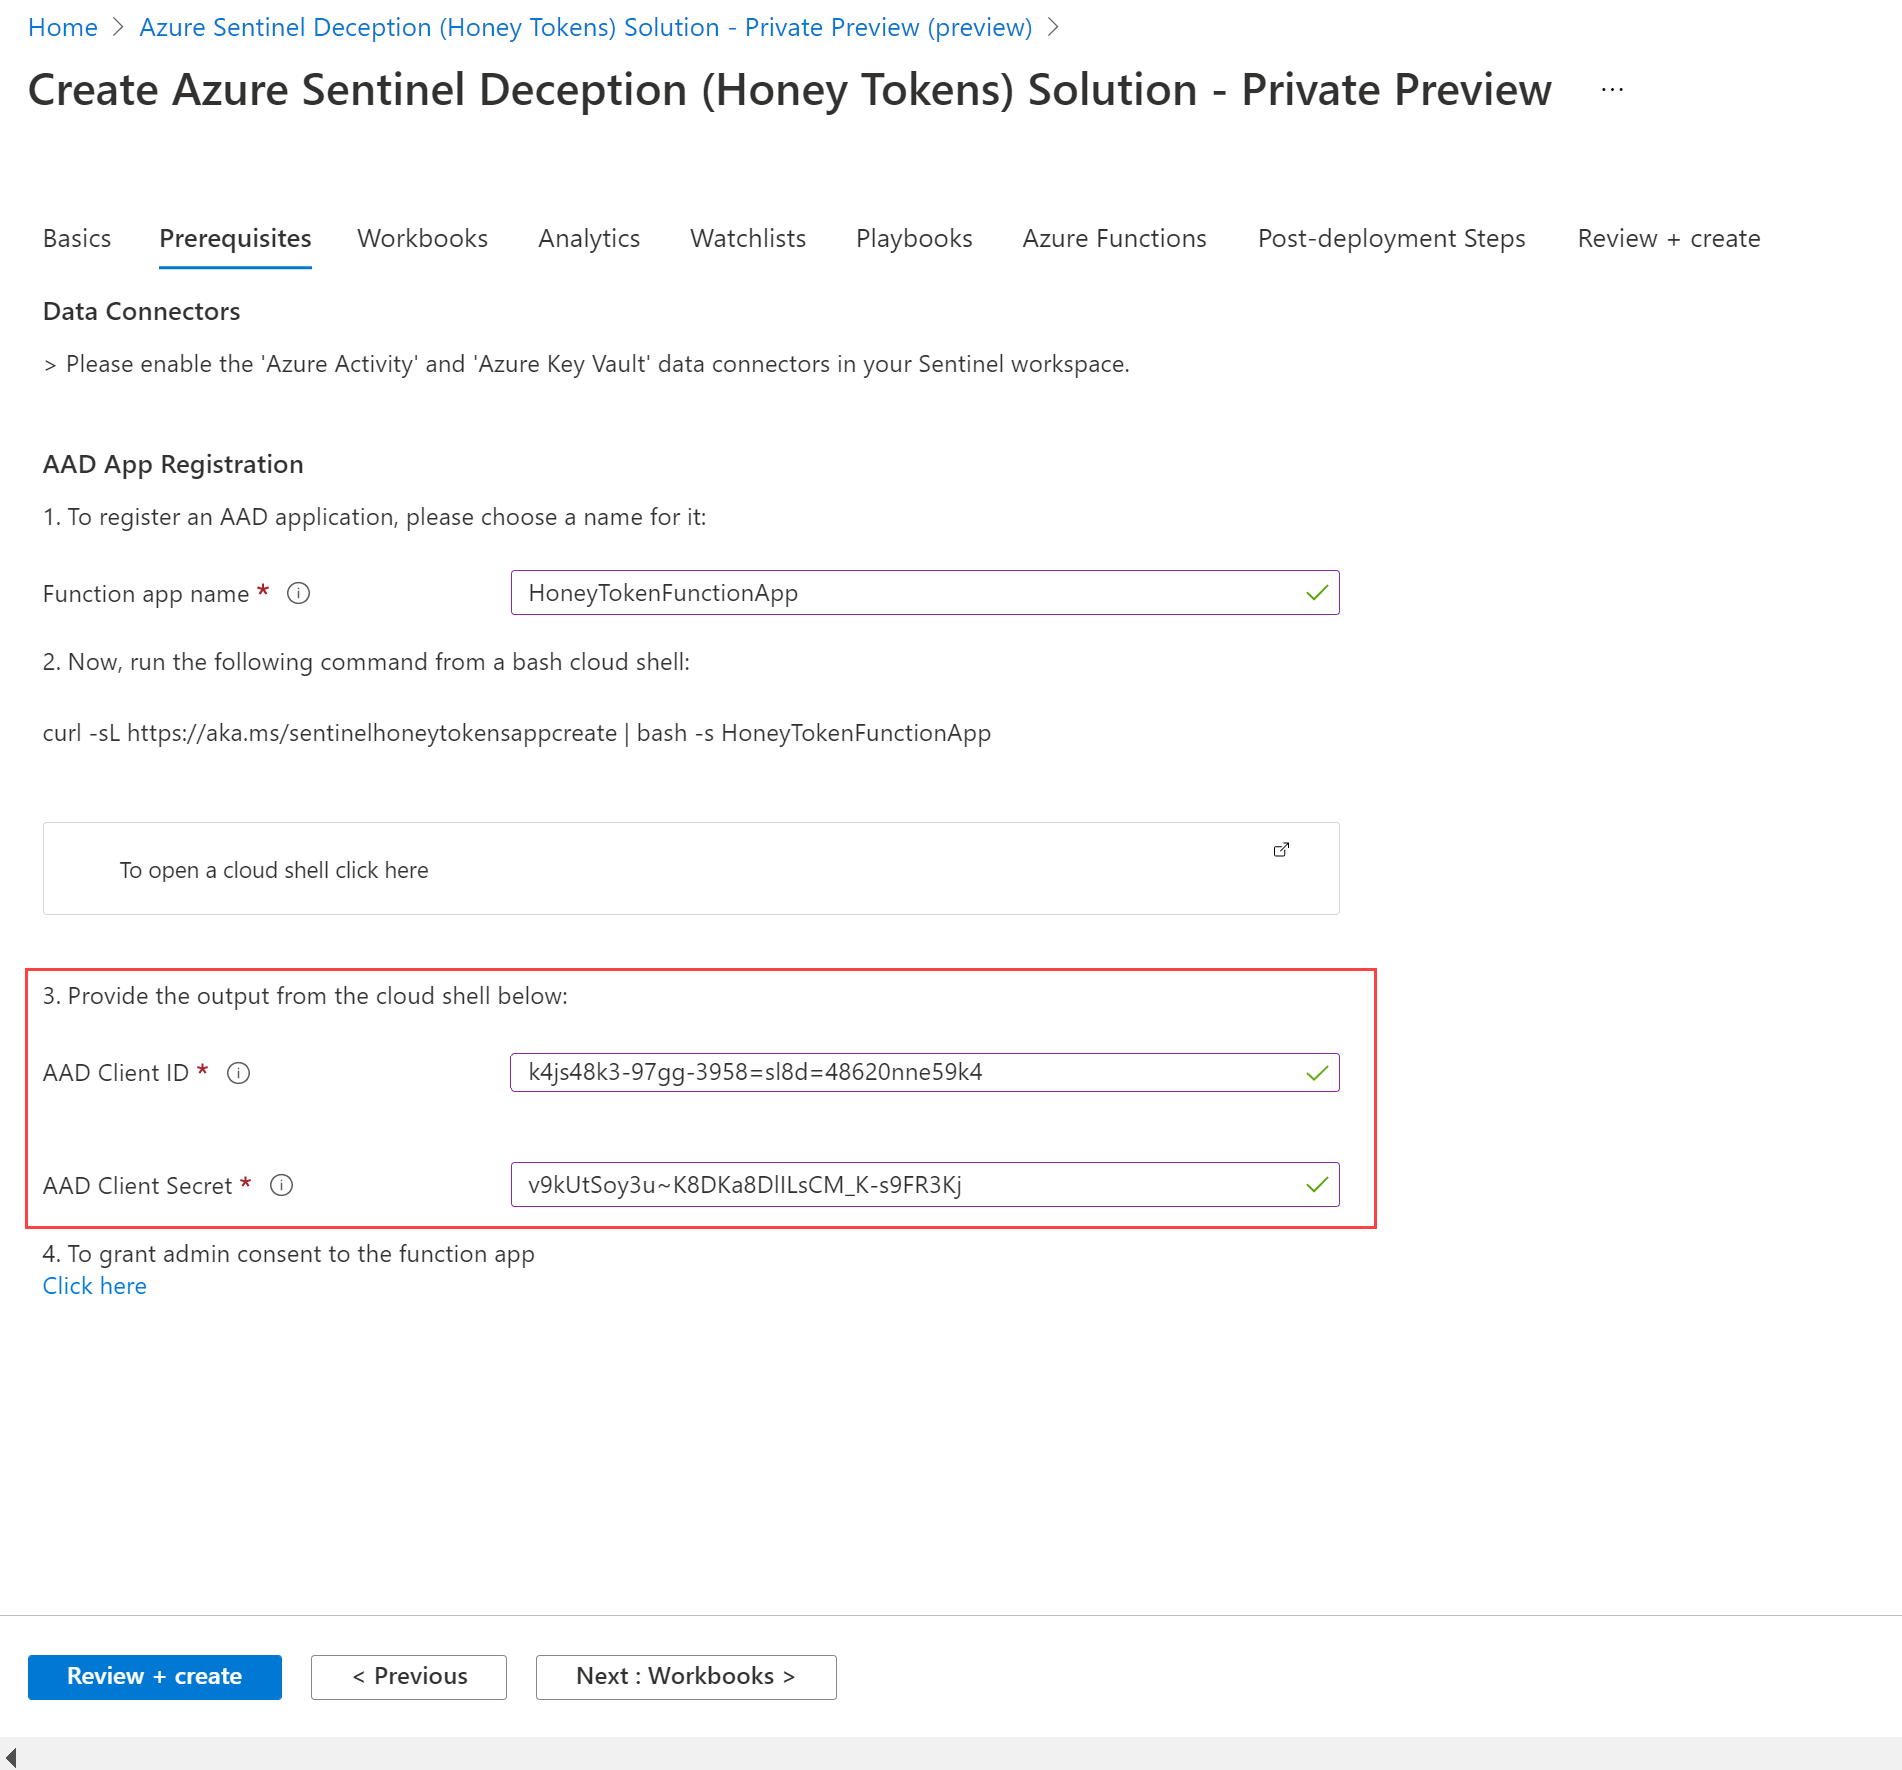 Home > Azure Sentinel Deception (Honey Tokens) Solution - Private Preview (preview) >
Create Azure Sentinel Deception (Honey Tokens) Solution - Private Preview ...
Basics Prerequisites Workbooks Analytics Watchlists Playbooks Azure Functions Post-deployment Steps Review + create
Data Connectors
> Please enable the 'Azure Activity' and 'Azure Key Vault' data connectors in your Sentinel workspace.
AAD App Registration
1. To register an AAD application, please choose a name for it:
Function app name * HoneyTokenFunctionApp
2. Now, run the following command from a bash cloud shell:
curl -sL https://aka.ms/sentinelhoneytokensappcreate | bash -s HoneyTokenFunctionApp
To open a cloud shell click here
3. Provide the output from the cloud shell below:
AAD Client ID * k4js48k3-97gg-3958=sl8d=48620nne59k4
AAD Client Secret * v9kUtSoy3u~K8DKa8DlILsCM_K-s9FR3Kj
4. To grant admin consent to the function app
Click here
Review + create < Previous Next : Workbooks >